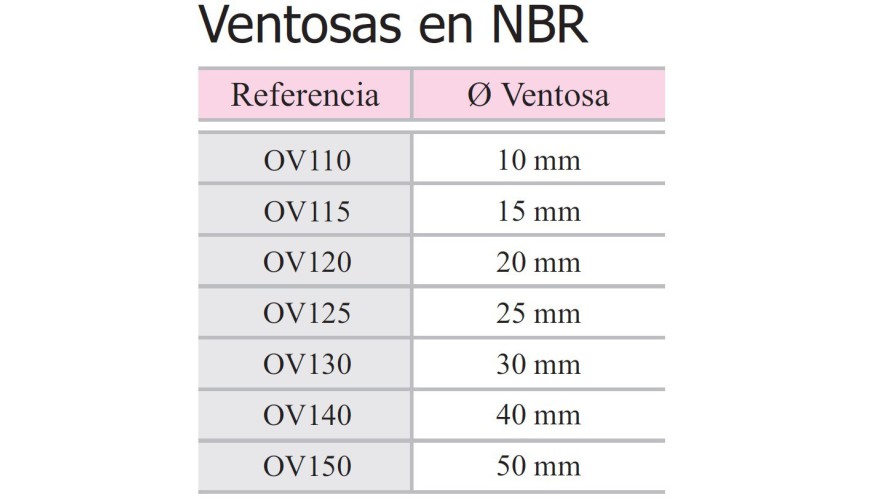 Ventosas en NBR
Referencia Ø Ventosa
OV110 10 mm
OV115 15 mm
OV120 20 mm
OV125 25 mm
OV130 30 mm
OV140 40 mm
OV150 50 mm